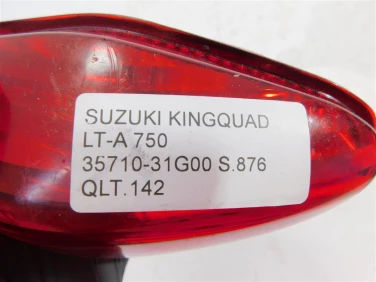 SUZUKI KINGQUAD
LT-A 750
35710-31G00 S.876
QLT.142